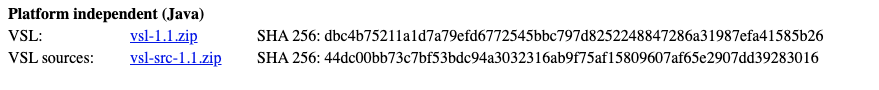 Platform independent (Java)
VSL: vsl-1.1.zip SHA 256: dbc4b75211a1d7a79efd6772545bbc797d8252248847286a31987efa41585b26
VSL sources: vsl-src-1.1.zip SHA 256: 44dc00bb73c7bf53bdc94a3032316ab9f75af15809607af65e2907dd39283016